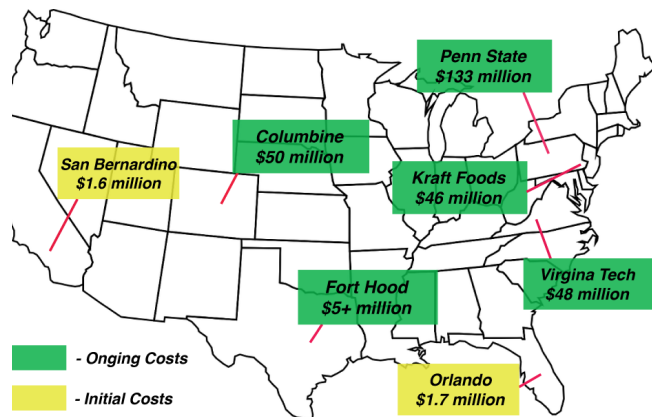 Penn State
$133 million
Columbine
$50 million
San Bernardino
$1.6 million
Kraft Foods
$46 million
Virgina Tech
$48 million
Fort Hood
$5+ million
- Onging Costs
Orlando
$1.7 million
- Initial Costs